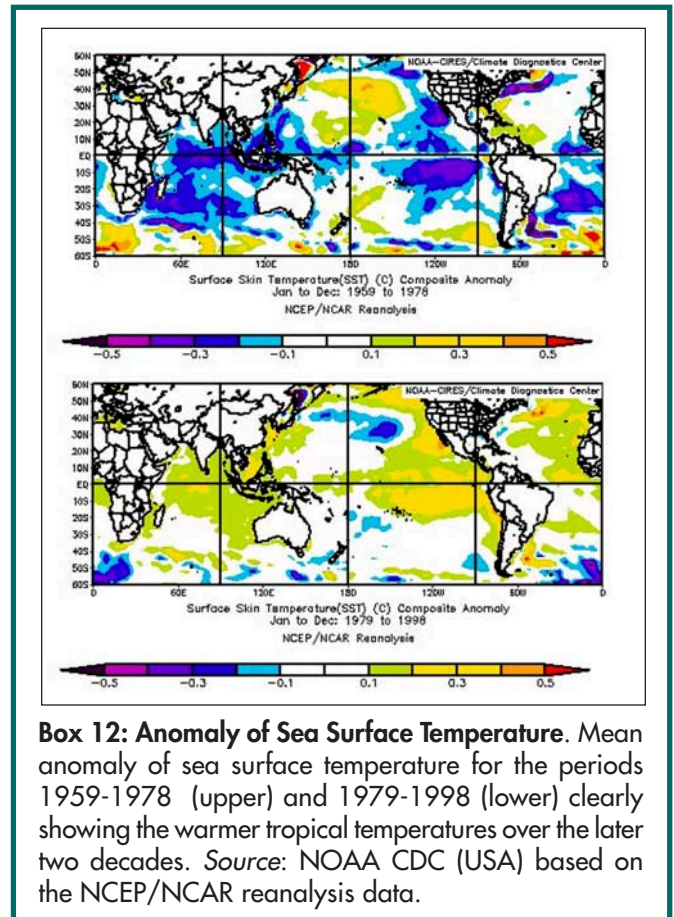 NOAA-CIRES/Climate Diagnostics Center
60N
50N
40N
30N
20N
10N
EQ
10S
20S
30S
40S
50S
60S
0 60E 120E 180 120W 60W 0
Surface Skin Temperature(SST) (C) Composite Anomaly
Jan to Dec: 1959 to 1978
NCEP/NCAR Reanalysis
-0.5 -0.3 -0.1 0.1 0.3 0.5
NOAA-CIRES/Climate Diagnostics Center
60N
50N
40N
30N
20N
10N
EQ
10S
20S
30S
40S
50S
60S
0 60E 120E 180 120W 60W 0
Surface Skin Temperature(SST) (C) Composite Anomaly
Jan to Dec: 1979 to 1998
NCEP/NCAR Reanalysis
-0.5 -0.3 -0.1 0.1 0.3 0.5
Box 12: Anomaly of Sea Surface Temperature. Mean
anomaly of sea surface temperature for the periods
1959-1978 (upper) and 1979-1998 (lower) clearly
showing the warmer tropical temperatures over the later
two decades. Source: NOAA CDC (USA) based on
the NCEP/NCAR reanalysis data.